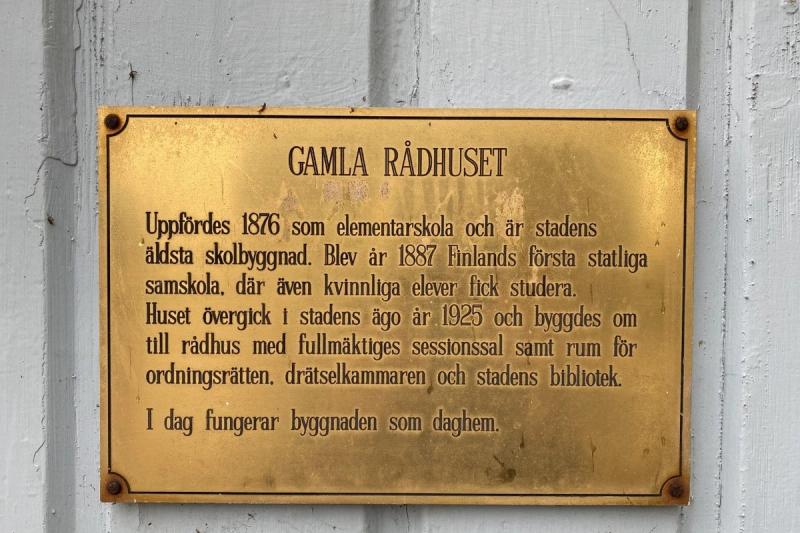 GAMLA RÅDHUSET
Uppfördes 1876 som elementarskola och är stadens
äldsta skolbyggnad. Blev år 1887 Finlands första statliga
samskola, där även kvinnliga elever fick studera.
Huset övergick i stadens ägo år 1925 och byggdes om
till rådhus med fullmäktiges sessionssal samt rum för
ordningsrätten, drätselkammaren och stadens bibliotek.
I dag fungerar byggnaden som daghem.